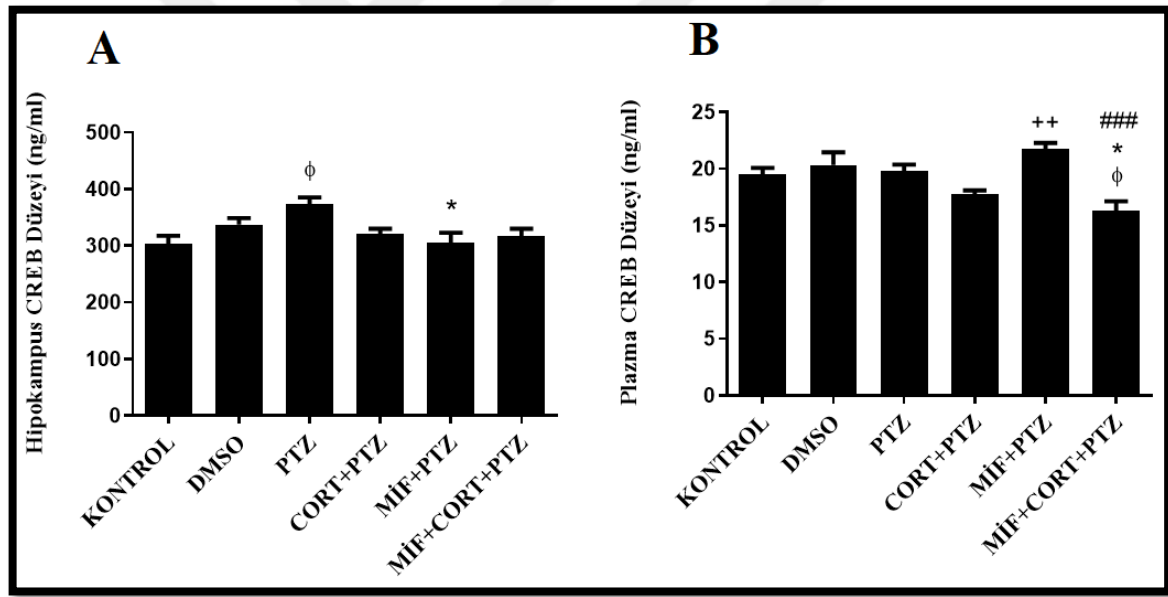 A
Hipokampus CREB Düzeyi (ng/ml)
500
400
300
200
100
0
ϕ
*
KONTROL
DMSO
PTZ
CORT+PTZ
MİF+PTZ
MİF+CORT+PTZ
B
Plazma CREB Düzeyi (ng/ml)
25
20
15
10
5
0
++
###
*
ϕ
KONTROL
DMSO
PTZ
CORT+PTZ
MİF+PTZ
MİF+CORT+PTZ